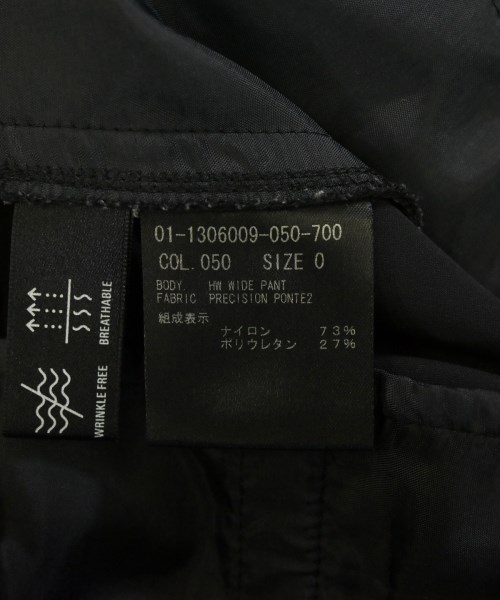 01-1306009-050-700
COL. 050 SIZE 0
BODY. HW WIDE PANT
FABRIC. PRECISION PONTE2
組成表示
ナイロン 73%
ポリウレタン 27%
BREATHABLE
WRINKLE FREE